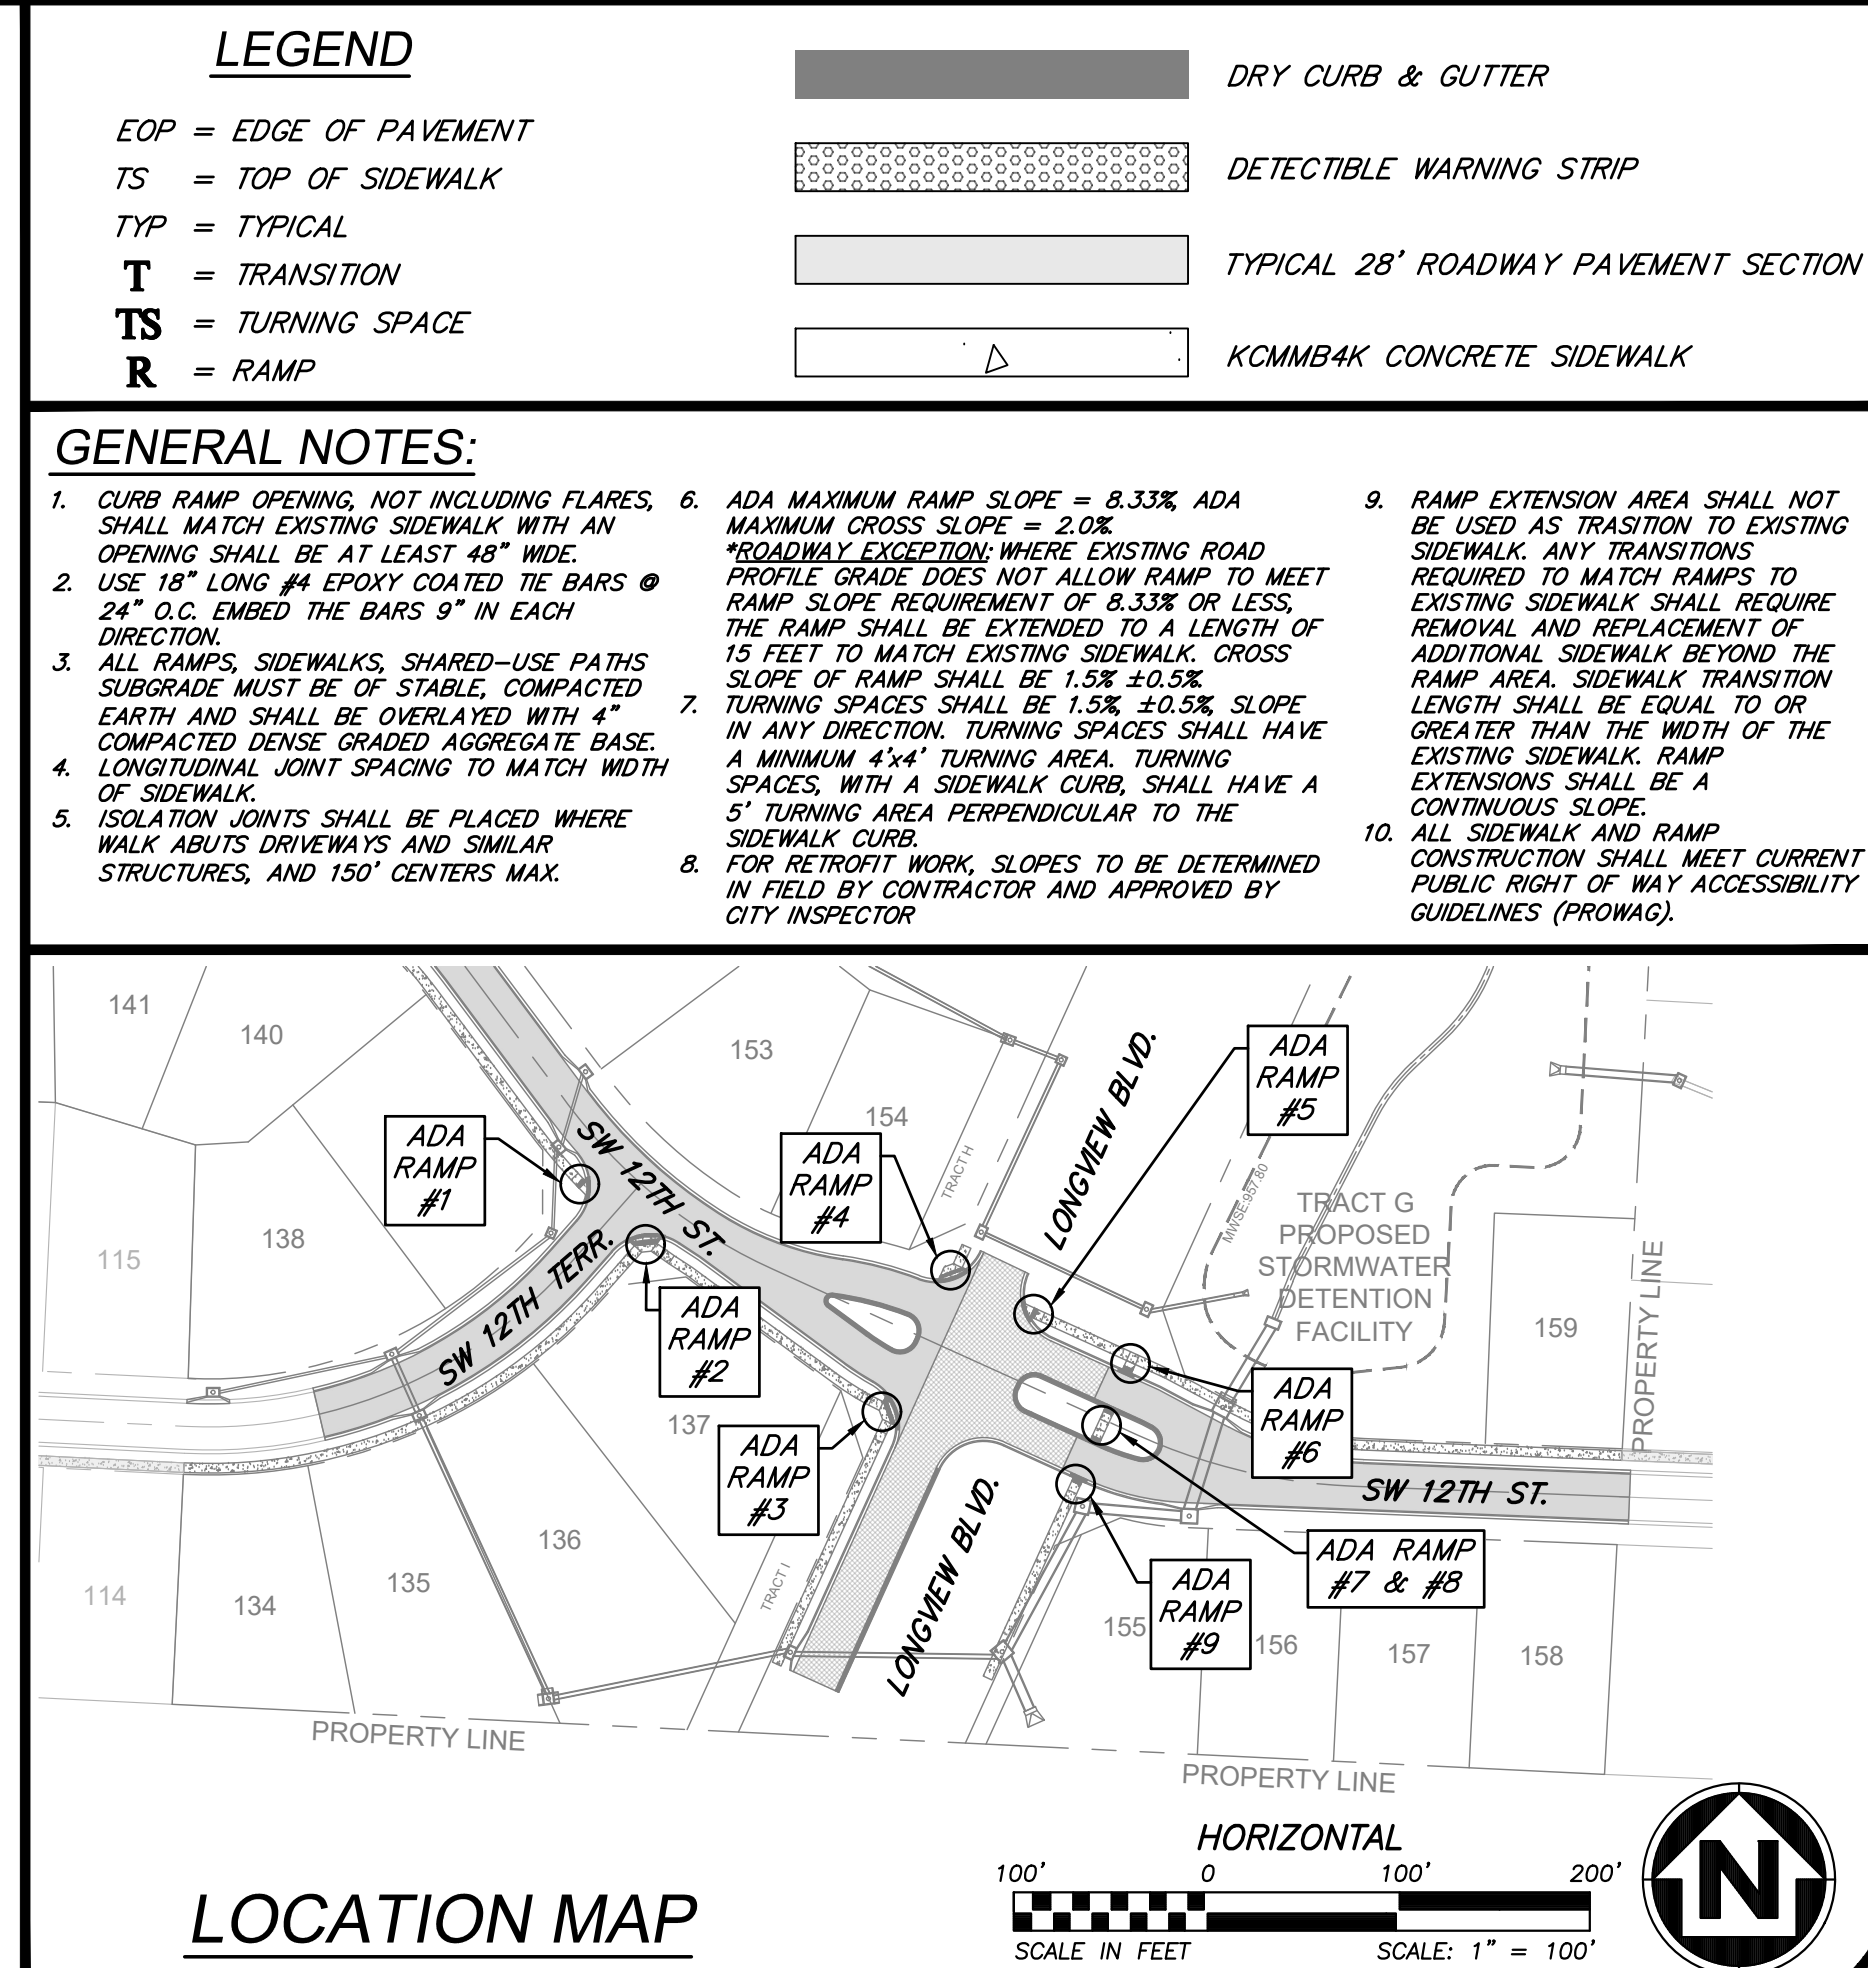 LEGEND
EOP = EDGE OF PAVEMENT
TS = TOP OF SIDEWALK
TYP = TYPICAL
T = TRANSITION
TS = TURNING SPACE
R = RAMP
DRY CURB & GUTTER
DETECTIBLE WARNING STRIP
TYPICAL 28' ROADWAY PAVEMENT SECTION
KCMMB4K CONCRETE SIDEWALK
GENERAL NOTES:
1. CURB RAMP OPENING, NOT INCLUDING FLARES,
SHALL MATCH EXISTING SIDEWALK WITH AN
OPENING SHALL BE AT LEAST 48" WIDE.
2. USE 18" LONG #4 EPOXY COATED TIE BARS @
24" O.C. EMBED THE BARS 9" IN EACH
DIRECTION.
3. ALL RAMPS, SIDEWALKS, SHARED-USE PATHS
SUBGRADE MUST BE OF STABLE, COMPACTED
EARTH AND SHALL BE OVERLAYED WITH 4"
COMPACTED DENSE GRADED AGGREGATE BASE.
4. LONGITUDINAL JOINT SPACING TO MATCH WIDTH
OF SIDEWALK.
5. ISOLATION JOINTS SHALL BE PLACED WHERE
WALK ABUTS DRIVEWAYS AND SIMILAR
STRUCTURES, AND 150' CENTERS MAX.
6. ADA MAXIMUM RAMP SLOPE = 8.33%, ADA
MAXIMUM CROSS SLOPE = 2.0%.
*ROADWAY EXCEPTION: WHERE EXISTING ROAD
PROFILE GRADE DOES NOT ALLOW RAMP TO MEET
RAMP SLOPE REQUIREMENT OF 8.33% OR LESS,
THE RAMP SHALL BE EXTENDED TO A LENGTH OF
15 FEET TO MATCH EXISTING SIDEWALK. CROSS
SLOPE OF RAMP SHALL BE 1.5% ±0.5%.
7. TURNING SPACES SHALL BE 1.5%, ±0.5%, SLOPE
IN ANY DIRECTION. TURNING SPACES SHALL HAVE
A MINIMUM 4'x4' TURNING AREA. TURNING
SPACES, WITH A SIDEWALK CURB, SHALL HAVE A
5' TURNING AREA PERPENDICULAR TO THE
SIDEWALK CURB.
8. FOR RETROFIT WORK, SLOPES TO BE DETERMINED
IN FIELD BY CONTRACTOR AND APPROVED BY
CITY INSPECTOR
9. RAMP EXTENSION AREA SHALL NOT
BE USED AS TRASITION TO EXISTING
SIDEWALK. ANY TRANSITIONS
REQUIRED TO MATCH RAMPS TO
EXISTING SIDEWALK SHALL REQUIRE
REMOVAL AND REPLACEMENT OF
ADDITIONAL SIDEWALK BEYOND THE
RAMP AREA. SIDEWALK TRANSITION
LENGTH SHALL BE EQUAL TO OR
GREATER THAN THE WIDTH OF THE
EXISTING SIDEWALK. RAMP
EXTENSIONS SHALL BE A
CONTINUOUS SLOPE.
10. ALL SIDEWALK AND RAMP
CONSTRUCTION SHALL MEET CURRENT
PUBLIC RIGHT OF WAY ACCESSIBILITY
GUIDELINES (PROWAG).
141
140
153
154
138
115
ADA
RAMP
#1
SW 12TH ST.
SW 12TH TERR.
ADA
RAMP
#2
ADA
RAMP
#4
TRACT H
LONGVIEW BLVD.
ADA
RAMP
#5
MWSE:957.80
TRACT G
PROPOSED
STORMWATER
DETENTION
FACILITY
159
PROPERTY LINE
137
ADA
RAMP
#3
ADA
RAMP
#6
SW 12TH ST.
ADA RAMP
#7 & #8
ADA
RAMP
#9
LONGVIEW BLVD.
TRACT I
136
135
134
114
155
156
157
158
PROPERTY LINE
PROPERTY LINE
LOCATION MAP
HORIZONTAL
100' 0 100' 200'
SCALE IN FEET SCALE: 1" = 100'
N